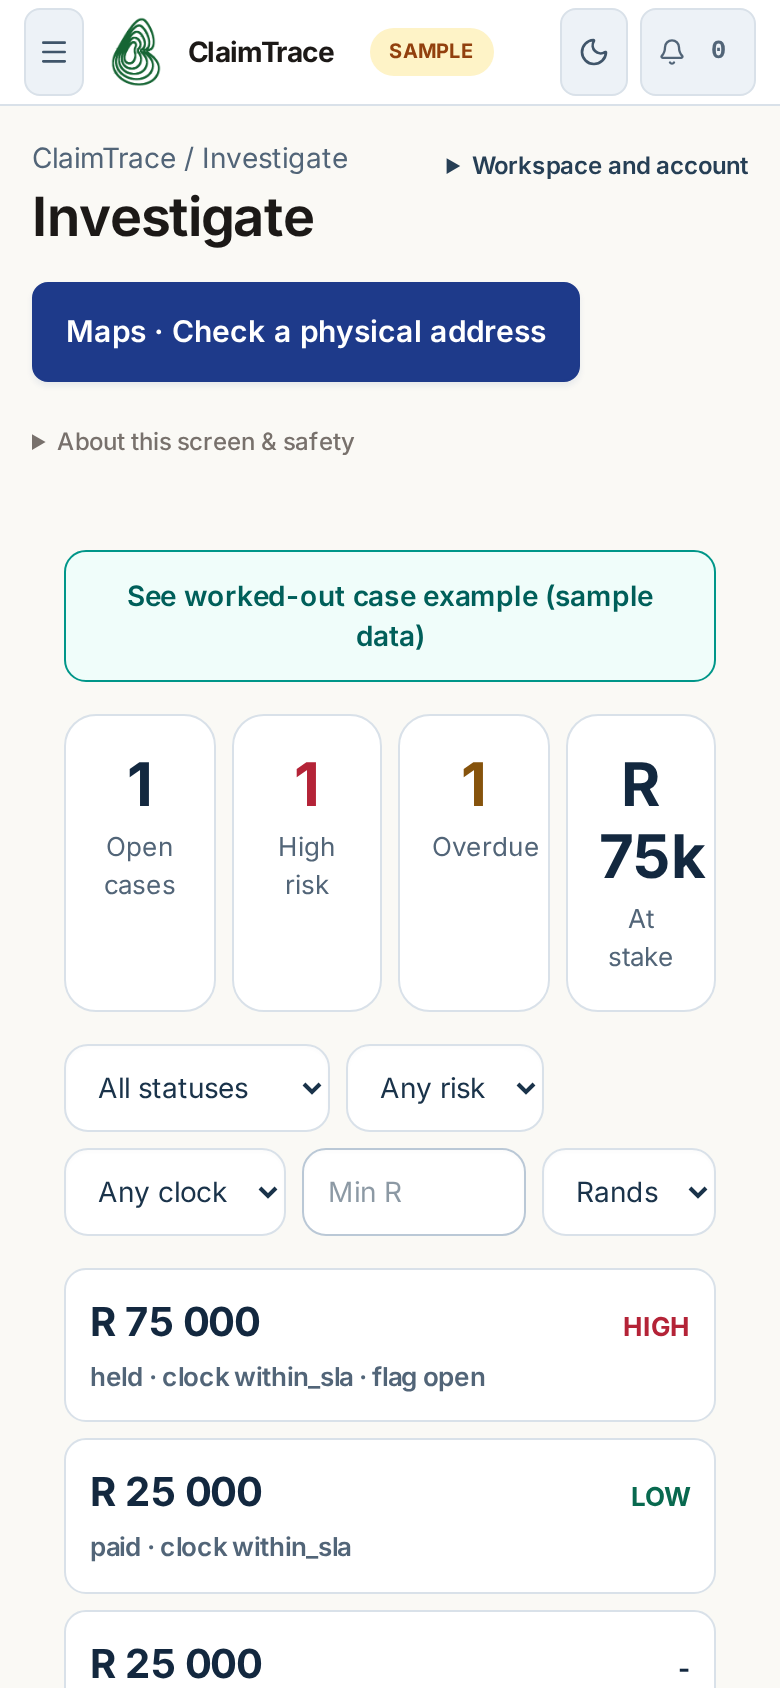 ClaimTrace SAMPLE 0
ClaimTrace / Investigate
Workspace and account
Investigate
Maps · Check a physical address
About this screen & safety
See worked-out case example (sample
data)
1
Open
cases
1
High
risk
1
Overdue
R
75k
At
stake
All statuses
Any risk
Any clock
Min R
Rands
R 75 000
HIGH
held · clock within_sla · flag open
R 25 000
LOW
paid · clock within_sla
R 25 000
-